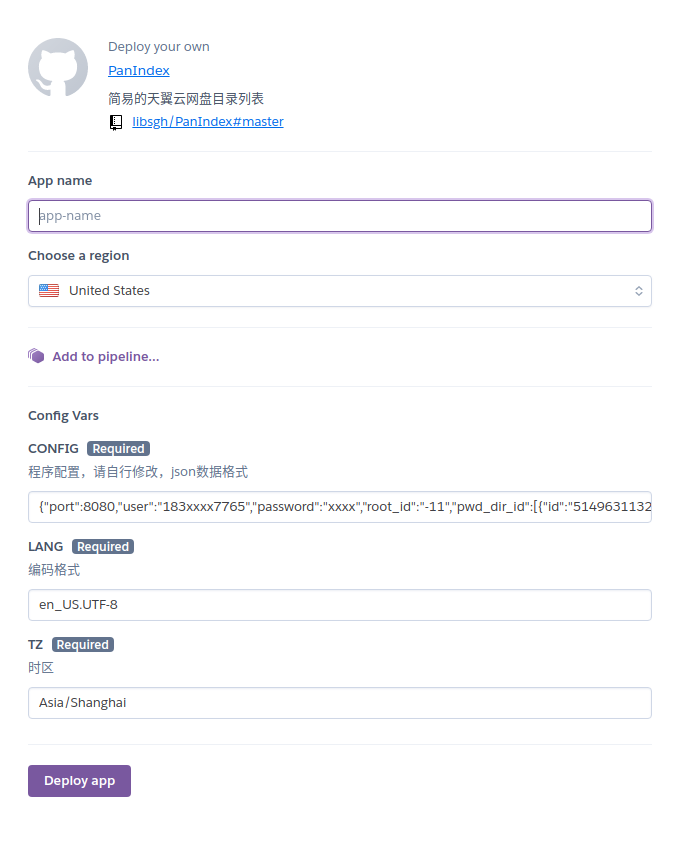 Deploy your own
PanIndex
简易的天翼云网盘目录列表
libsgh/PanIndex#master
App name
app-name
Choose a region
United States
Add to pipeline...
Config Vars
CONFIG Required
程序配置，请自行修改，json数据格式
{"port":8080,"user":"183xxxx7765","password":"xxxx","root_id":"-11","pwd_dir_id":[{"id":"5149631132
LANG Required
编码格式
en_US.UTF-8
TZ Required
时区
Asia/Shanghai
Deploy app